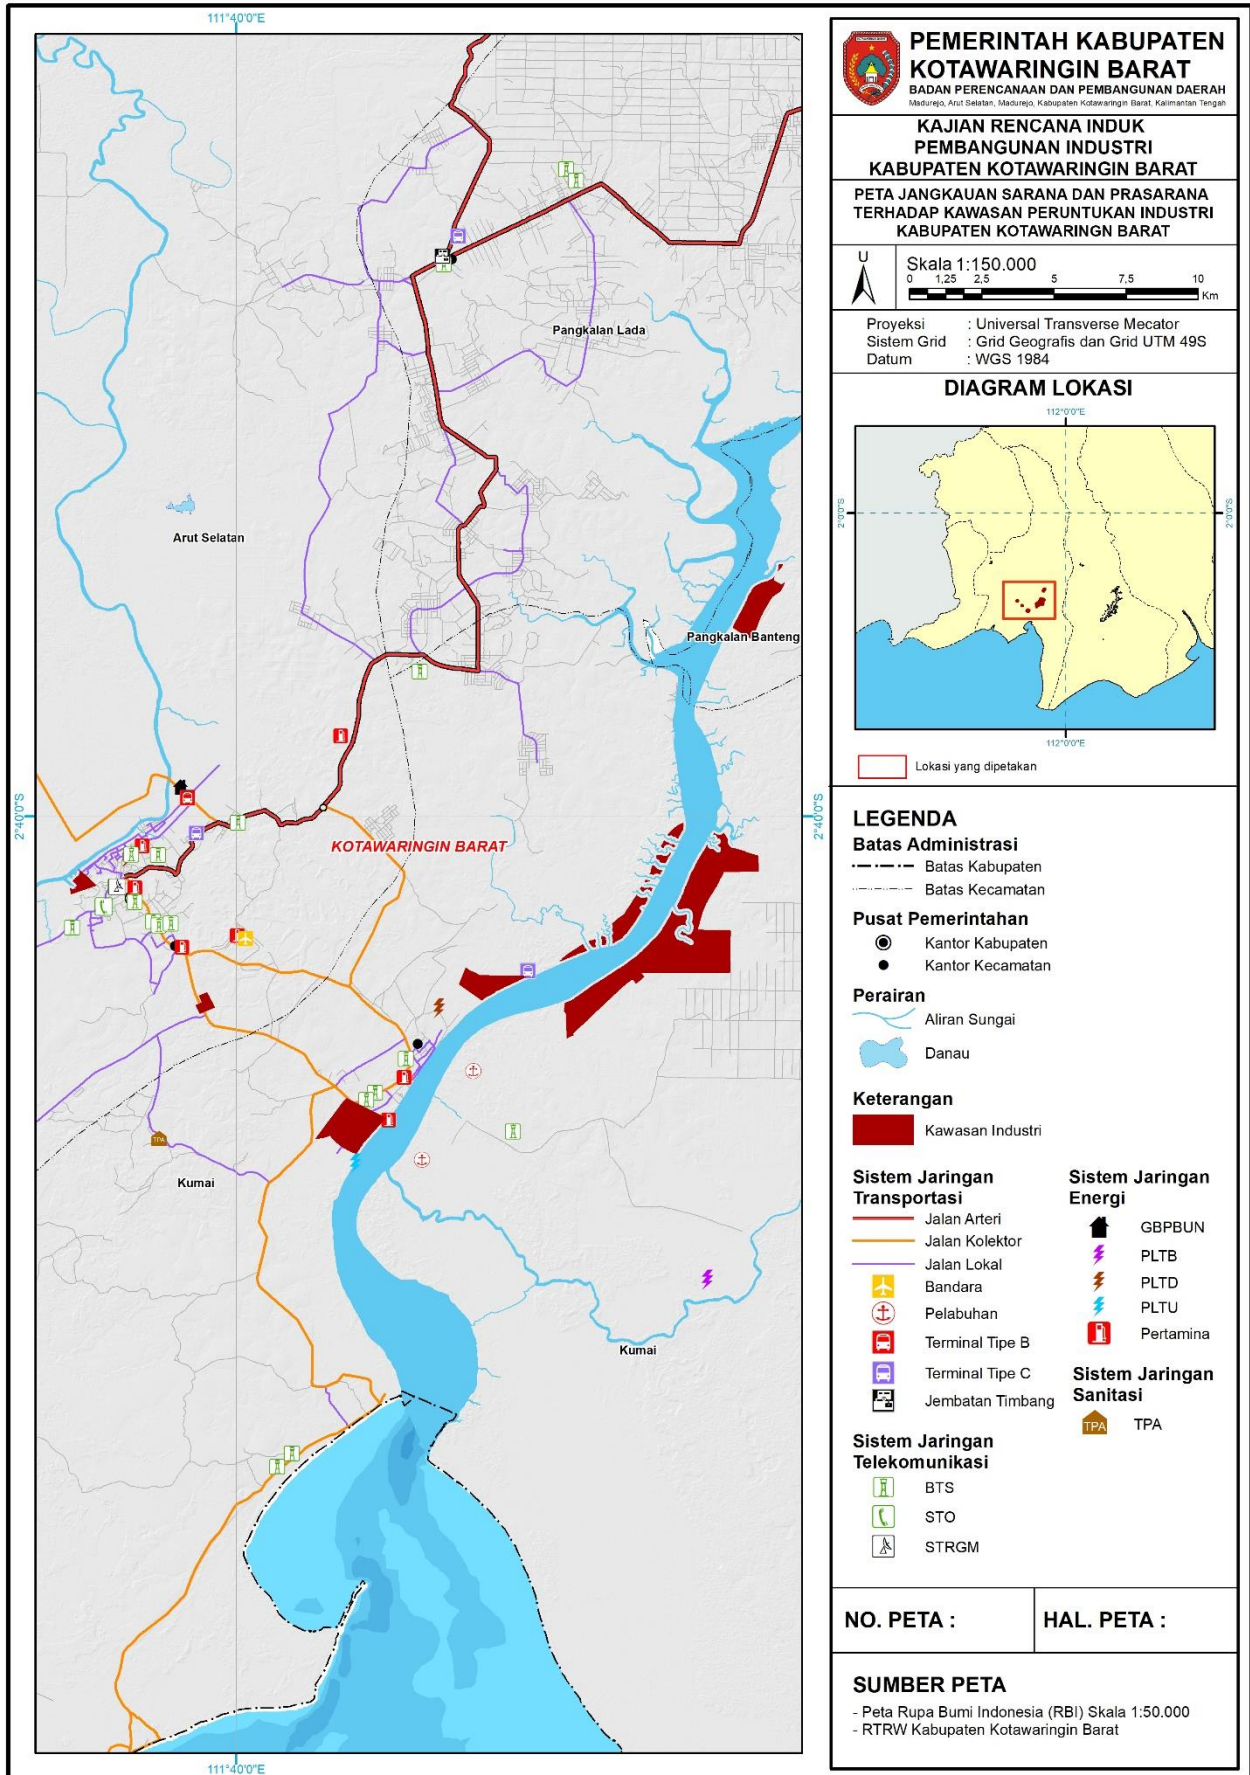 111°40'0"E
2°40'0"S
2°40'0"S
111°40'0"E
Pangkalan Lada
Arut Selatan
Pangkalan Banteng
KOTAWARINGIN BARAT
Kumai
Kumai
TPA
PEMERINTAH KABUPATEN
KOTAWARINGIN BARAT
BADAN PERENCANAAN DAN PEMBANGUNAN DAERAH
Madurejo, Arut Selatan, Madurejo, Kabupaten Kotawaringin Barat, Kalimantan Tengah
KAJIAN RENCANA INDUK
PEMBANGUNAN INDUSTRI
KABUPATEN KOTAWARINGIN BARAT
PETA JANGKAUAN SARANA DAN PRASARANA
TERHADAP KAWASAN PERUNTUKAN INDUSTRI
KABUPATEN KOTAWARINGN BARAT
U
Skala 1:150.000
0 1,25 2,5 5 7,5 10
Km
Proyeksi : Universal Transverse Mecator
Sistem Grid : Grid Geografis dan Grid UTM 49S
Datum : WGS 1984
DIAGRAM LOKASI
112°0'0"E
2°0'0"S
2°0'0"S
112°0'0"E
Lokasi yang dipetakan
LEGENDA
Batas Administrasi
Batas Kabupaten
Batas Kecamatan
Pusat Pemerintahan
Kantor Kabupaten
Kantor Kecamatan
Perairan
Aliran Sungai
Danau
Keterangan
Kawasan Industri
Sistem Jaringan
Transportasi
Jalan Arteri
Jalan Kolektor
Jalan Lokal
Bandara
Pelabuhan
Terminal Tipe B
Terminal Tipe C
Jembatan Timbang
Sistem Jaringan
Telekomunikasi
BTS
STO
STRGM
Sistem Jaringan
Energi
GBPBUN
PLTB
PLTD
PLTU
Pertamina
Sistem Jaringan
Sanitasi
TPA TPA
NO. PETA :
HAL. PETA :
SUMBER PETA
- Peta Rupa Bumi Indonesia (RBI) Skala 1:50.000
- RTRW Kabupaten Kotawaringin Barat